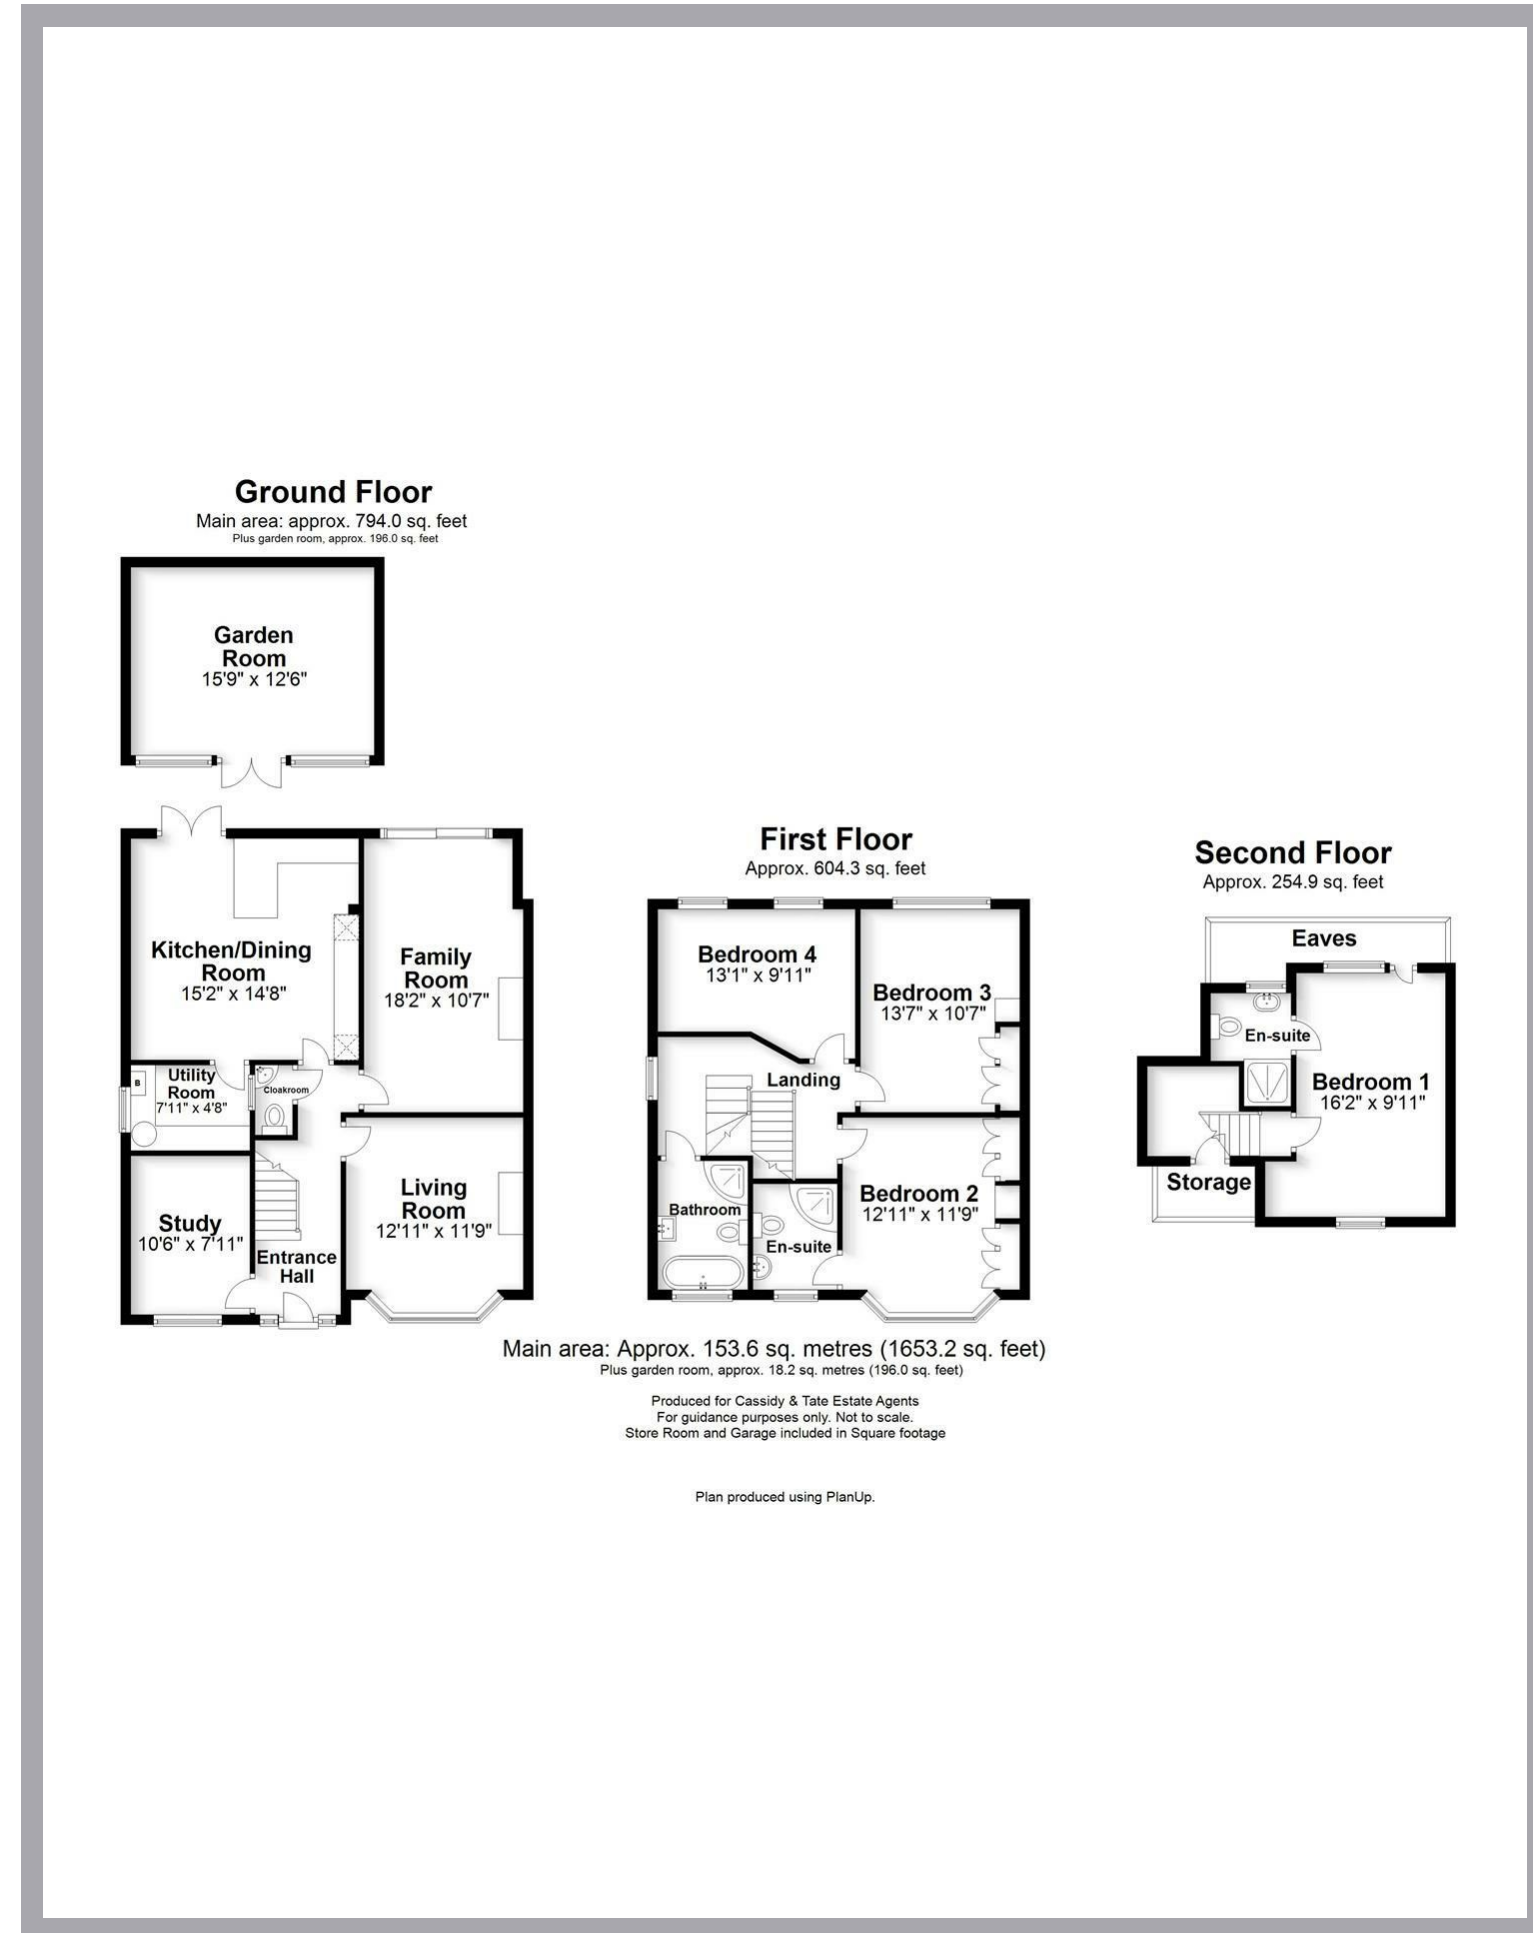 Ground Floor
Main area: approx. 794.0 sq. feet
Plus garden room, approx. 196.0 sq. feet
Garden
Room
15'9" x 12'6"
Kitchen/Dining
Room
15'2" x 14'8"
Family
Room
18'2" x 10'7"
Utility
Room
7'11" x 4'8"
B
Cloakroom
Living
Room
12'11" x 11'9"
Study
10'6" x 7'11"
Entrance
Hall
First Floor
Approx. 604.3 sq. feet
Bedroom 4
13'1" x 9'11"
Bedroom 3
13'7" x 10'7"
Landing
Bedroom 2
12'11" x 11'9"
Bathroom
En-suite
Second Floor
Approx. 254.9 sq. feet
Eaves
En-suite
Bedroom 1
16'2" x 9'11"
Storage
Main area: Approx. 153.6 sq. metres (1653.2 sq. feet)
Plus garden room, approx. 18.2 sq. metres (196.0 sq. feet)
Produced for Cassidy & Tate Estate Agents
For guidance purposes only. Not to scale.
Store Room and Garage included in Square footage
Plan produced using PlanUp.